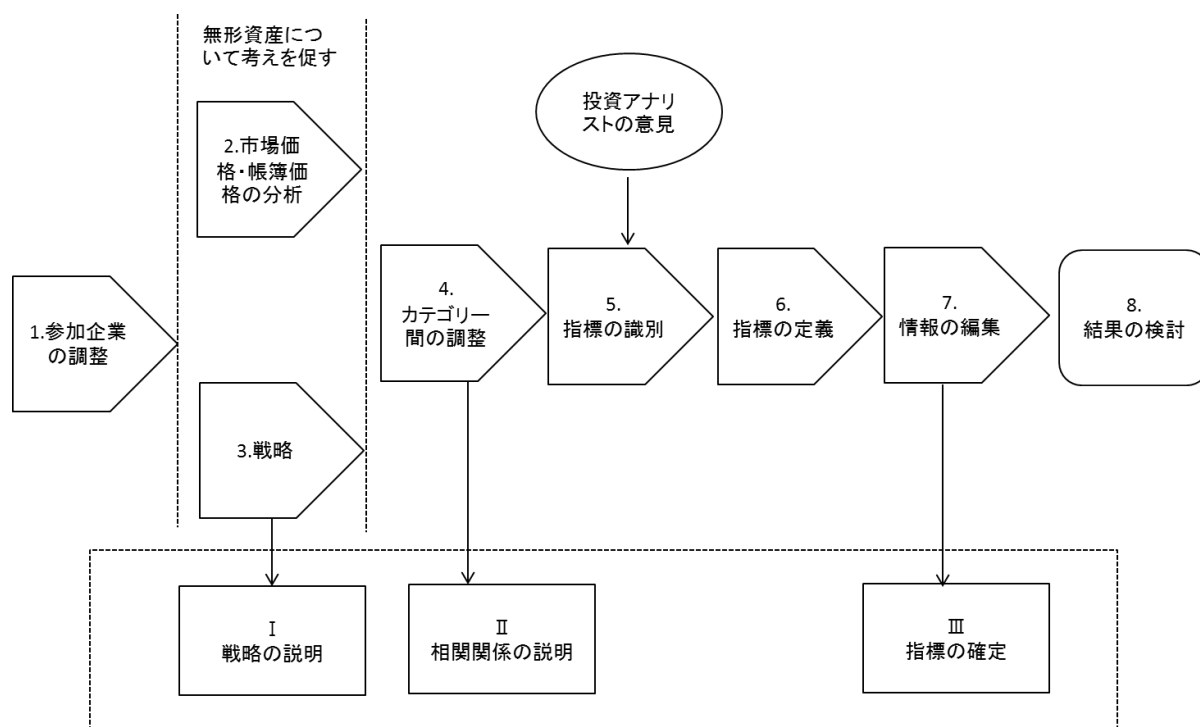 無形資産につ
いて考えを促す
2.市場価
格・帳簿価
格の分析
投資アナリ
ストの意見
1.参加企業
の調整
3.戦略
4.
カテゴリー
間の調整
5.
指標の識別
6.
指標の定義
7.
情報の編集
8.
結果の検討
Ⅰ
戦略の説明
Ⅱ
相関関係の説明
Ⅲ
指標の確定